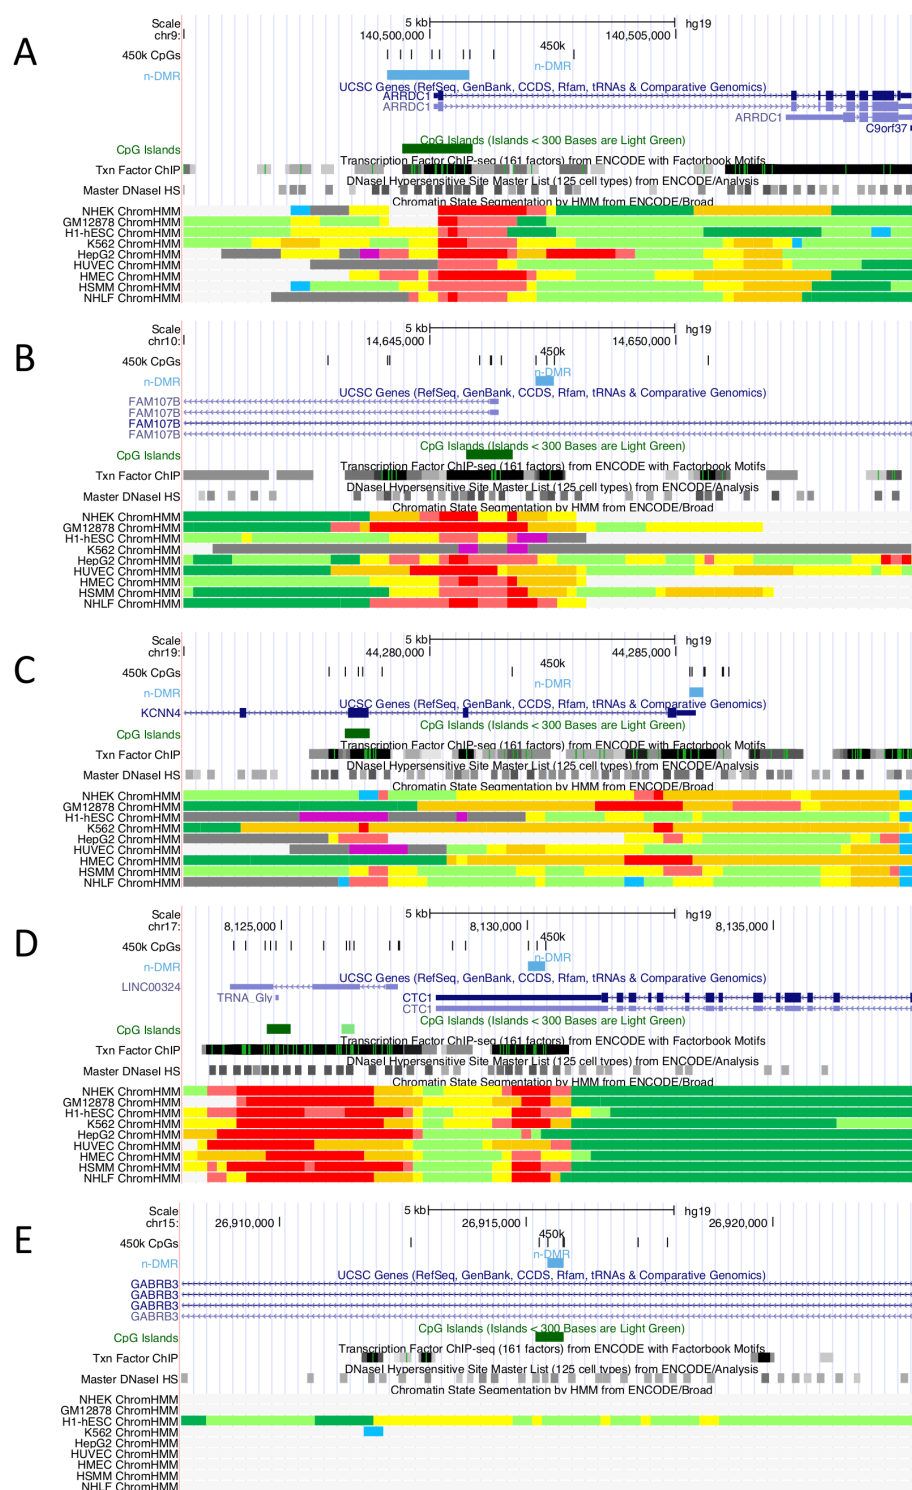 A
Scale 5 kb hg19
chr9: 140,500,000 140,505,000
450k
450k CpGs
n-DMR
n-DMR
UCSC Genes (RefSeq, GenBank, CCDS, Rfam, tRNAs & Comparative Genomics)
ARRDC1
ARRDC1
ARRDC1
C9orf37
CpG Islands (Islands < 300 Bases are Light Green)
CpG Islands
Transcription Factor ChIP-seq (161 factors) from ENCODE with Factorbook Motifs
Txn Factor ChIP
DNaseI Hypersensitive Site Master List (125 cell types) from ENCODE/Analysis
Master DNaseI HS
Chromatin State Segmentation by HMM from ENCODE/Broad
NHEK ChromHMM
GM12878 ChromHMM
H1-hESC ChromHMM
K562 ChromHMM
HepG2 ChromHMM
HUVEC ChromHMM
HMEC ChromHMM
HSMM ChromHMM
NHLF ChromHMM
B
Scale 5 kb hg19
chr10: 14,645,000 14,650,000
450k
450k CpGs
n-DMR
n-DMR
UCSC Genes (RefSeq, GenBank, CCDS, Rfam, tRNAs & Comparative Genomics)
FAM107B
FAM107B
FAM107B
FAM107B
CpG Islands (Islands < 300 Bases are Light Green)
CpG Islands
Transcription Factor ChIP-seq (161 factors) from ENCODE with Factorbook Motifs
Txn Factor ChIP
DNaseI Hypersensitive Site Master List (125 cell types) from ENCODE/Analysis
Master DNaseI HS
Chromatin State Segmentation by HMM from ENCODE/Broad
NHEK ChromHMM
GM12878 ChromHMM
H1-hESC ChromHMM
K562 ChromHMM
HepG2 ChromHMM
HUVEC ChromHMM
HMEC ChromHMM
HSMM ChromHMM
NHLF ChromHMM
C
Scale 5 kb hg19
chr19: 44,280,000 44,285,000
450k
450k CpGs
n-DMR
n-DMR
UCSC Genes (RefSeq, GenBank, CCDS, Rfam, tRNAs & Comparative Genomics)
KCNN4
CpG Islands (Islands < 300 Bases are Light Green)
CpG Islands
Transcription Factor ChIP-seq (161 factors) from ENCODE with Factorbook Motifs
Txn Factor ChIP
DNaseI Hypersensitive Site Master List (125 cell types) from ENCODE/Analysis
Master DNaseI HS
Chromatin State Segmentation by HMM from ENCODE/Broad
NHEK ChromHMM
GM12878 ChromHMM
H1-hESC ChromHMM
K562 ChromHMM
HepG2 ChromHMM
HUVEC ChromHMM
HMEC ChromHMM
HSMM ChromHMM
NHLF ChromHMM
D
Scale 5 kb hg19
chr17: 8,125,000 8,130,000 8,135,000
450k
450k CpGs
n-DMR
n-DMR
UCSC Genes (RefSeq, GenBank, CCDS, Rfam, tRNAs & Comparative Genomics)
LINC00324
TRNA_Gly CTC1
CTC1
CpG Islands (Islands < 300 Bases are Light Green)
CpG Islands
Transcription Factor ChIP-seq (161 factors) from ENCODE with Factorbook Motifs
Txn Factor ChIP
DNaseI Hypersensitive Site Master List (125 cell types) from ENCODE/Analysis
Master DNaseI HS
Chromatin State Segmentation by HMM from ENCODE/Broad
NHEK ChromHMM
GM12878 ChromHMM
H1-hESC ChromHMM
K562 ChromHMM
HepG2 ChromHMM
HUVEC ChromHMM
HMEC ChromHMM
HSMM ChromHMM
NHLF ChromHMM
E
Scale 5 kb hg19
chr15: 26,910,000 26,915,000 26,920,000
450k
450k CpGs
n-DMR
n-DMR
UCSC Genes (RefSeq, GenBank, CCDS, Rfam, tRNAs & Comparative Genomics)
GABRB3
GABRB3
GABRB3
GABRB3
CpG Islands (Islands < 300 Bases are Light Green)
CpG Islands
Transcription Factor ChIP-seq (161 factors) from ENCODE with Factorbook Motifs
Txn Factor ChIP
DNaseI Hypersensitive Site Master List (125 cell types) from ENCODE/Analysis
Master DNaseI HS
Chromatin State Segmentation by HMM from ENCODE/Broad
NHEK ChromHMM
GM12878 ChromHMM
H1-hESC ChromHMM
K562 ChromHMM
HepG2 ChromHMM
HUVEC ChromHMM
HMEC ChromHMM
HSMM ChromHMM
NHLF ChromHMM